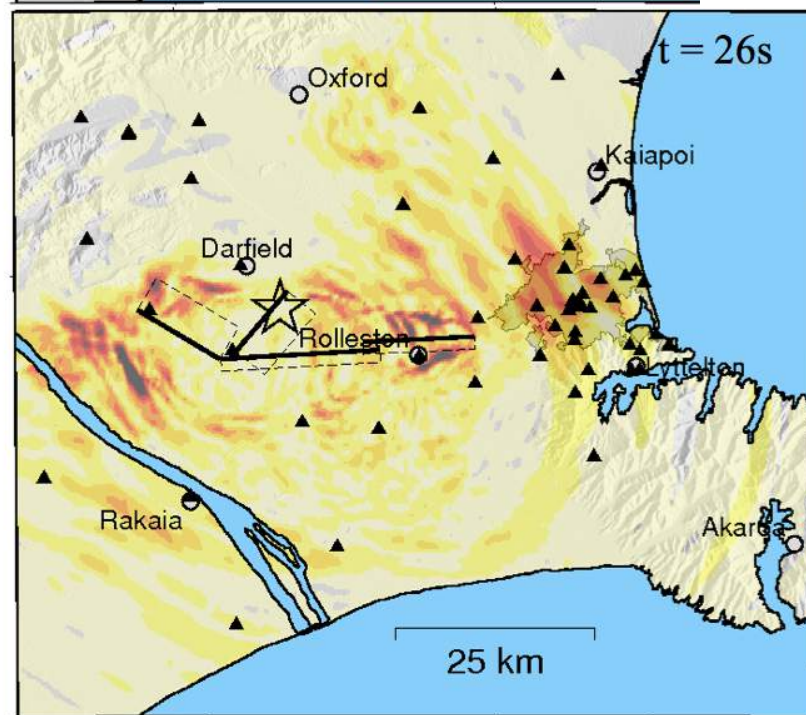 t = 26s
Oxford
Kaiapoi
Darfield
Rolleston
Lyttelton
Rakaia
Akaroa
25 km